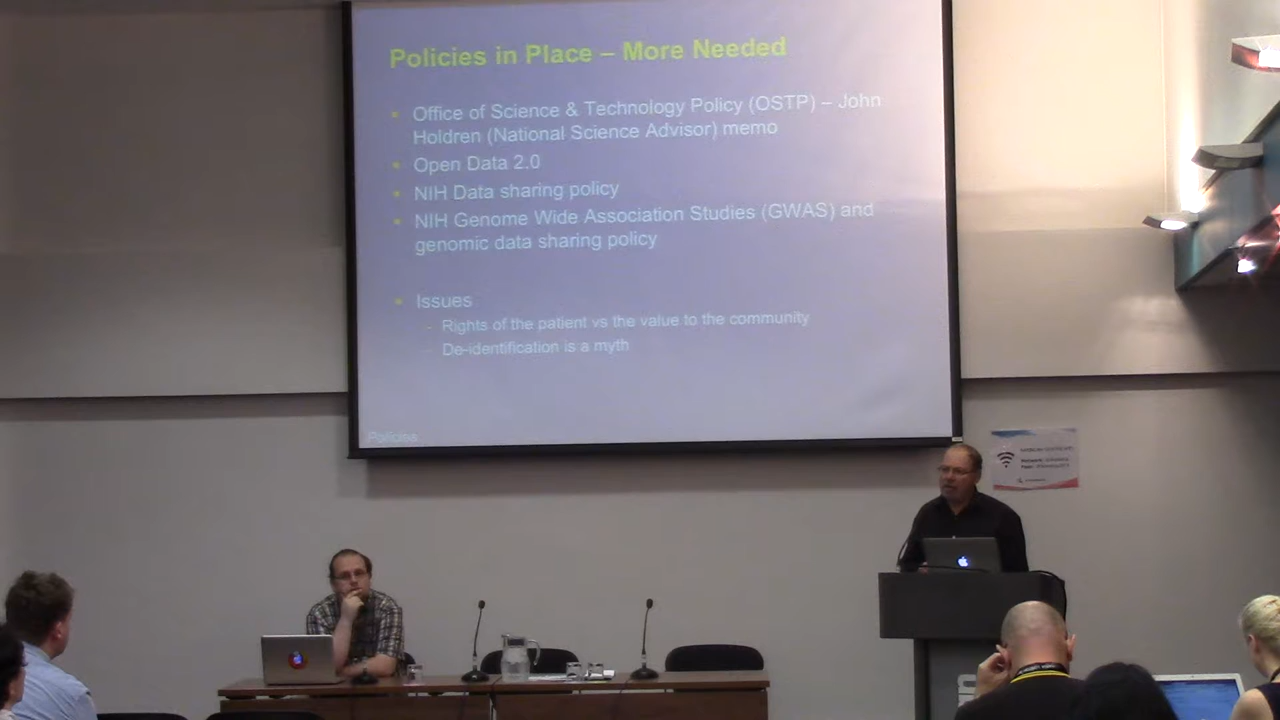 Policies in Place – More Needed
• Office of Science & Technology Policy (OSTP) – John
Holdren (National Science Advisor) memo
• Open Data 2.0
• NIH Data sharing policy
• NIH Genome Wide Association Studies (GWAS) and
genomic data sharing policy
• Issues
- Rights of the patient vs the value to the community
- De-identification is a myth
Policies